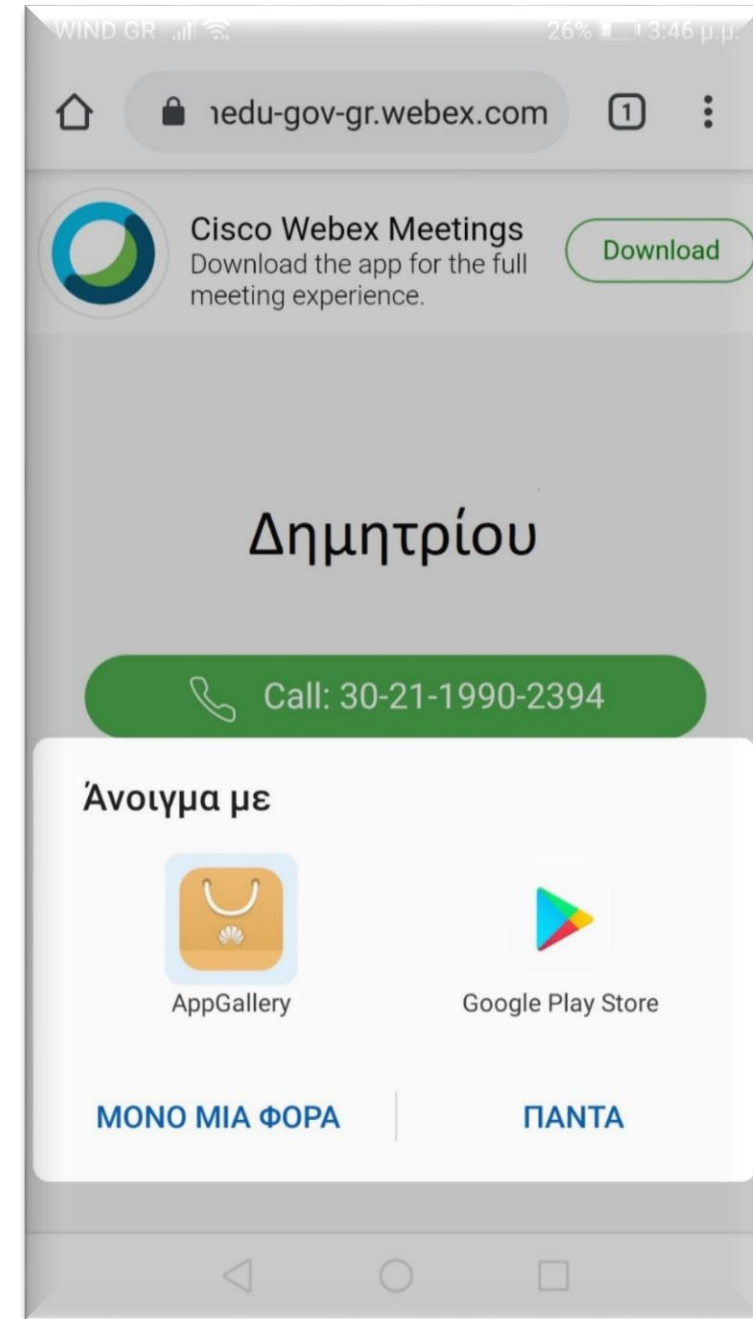 WIND GR
26% 3:46 μ.μ.
nedu-gov-gr.webex.com
1
Cisco Webex Meetings
Download the app for the full
meeting experience.
Download
Δημητρίου
Call: 30-21-1990-2394
Άνοιγμα με
AppGallery
Google Play Store
ΜΟΝΟ ΜΙΑ ΦΟΡΑ
ΠΑΝΤΑ